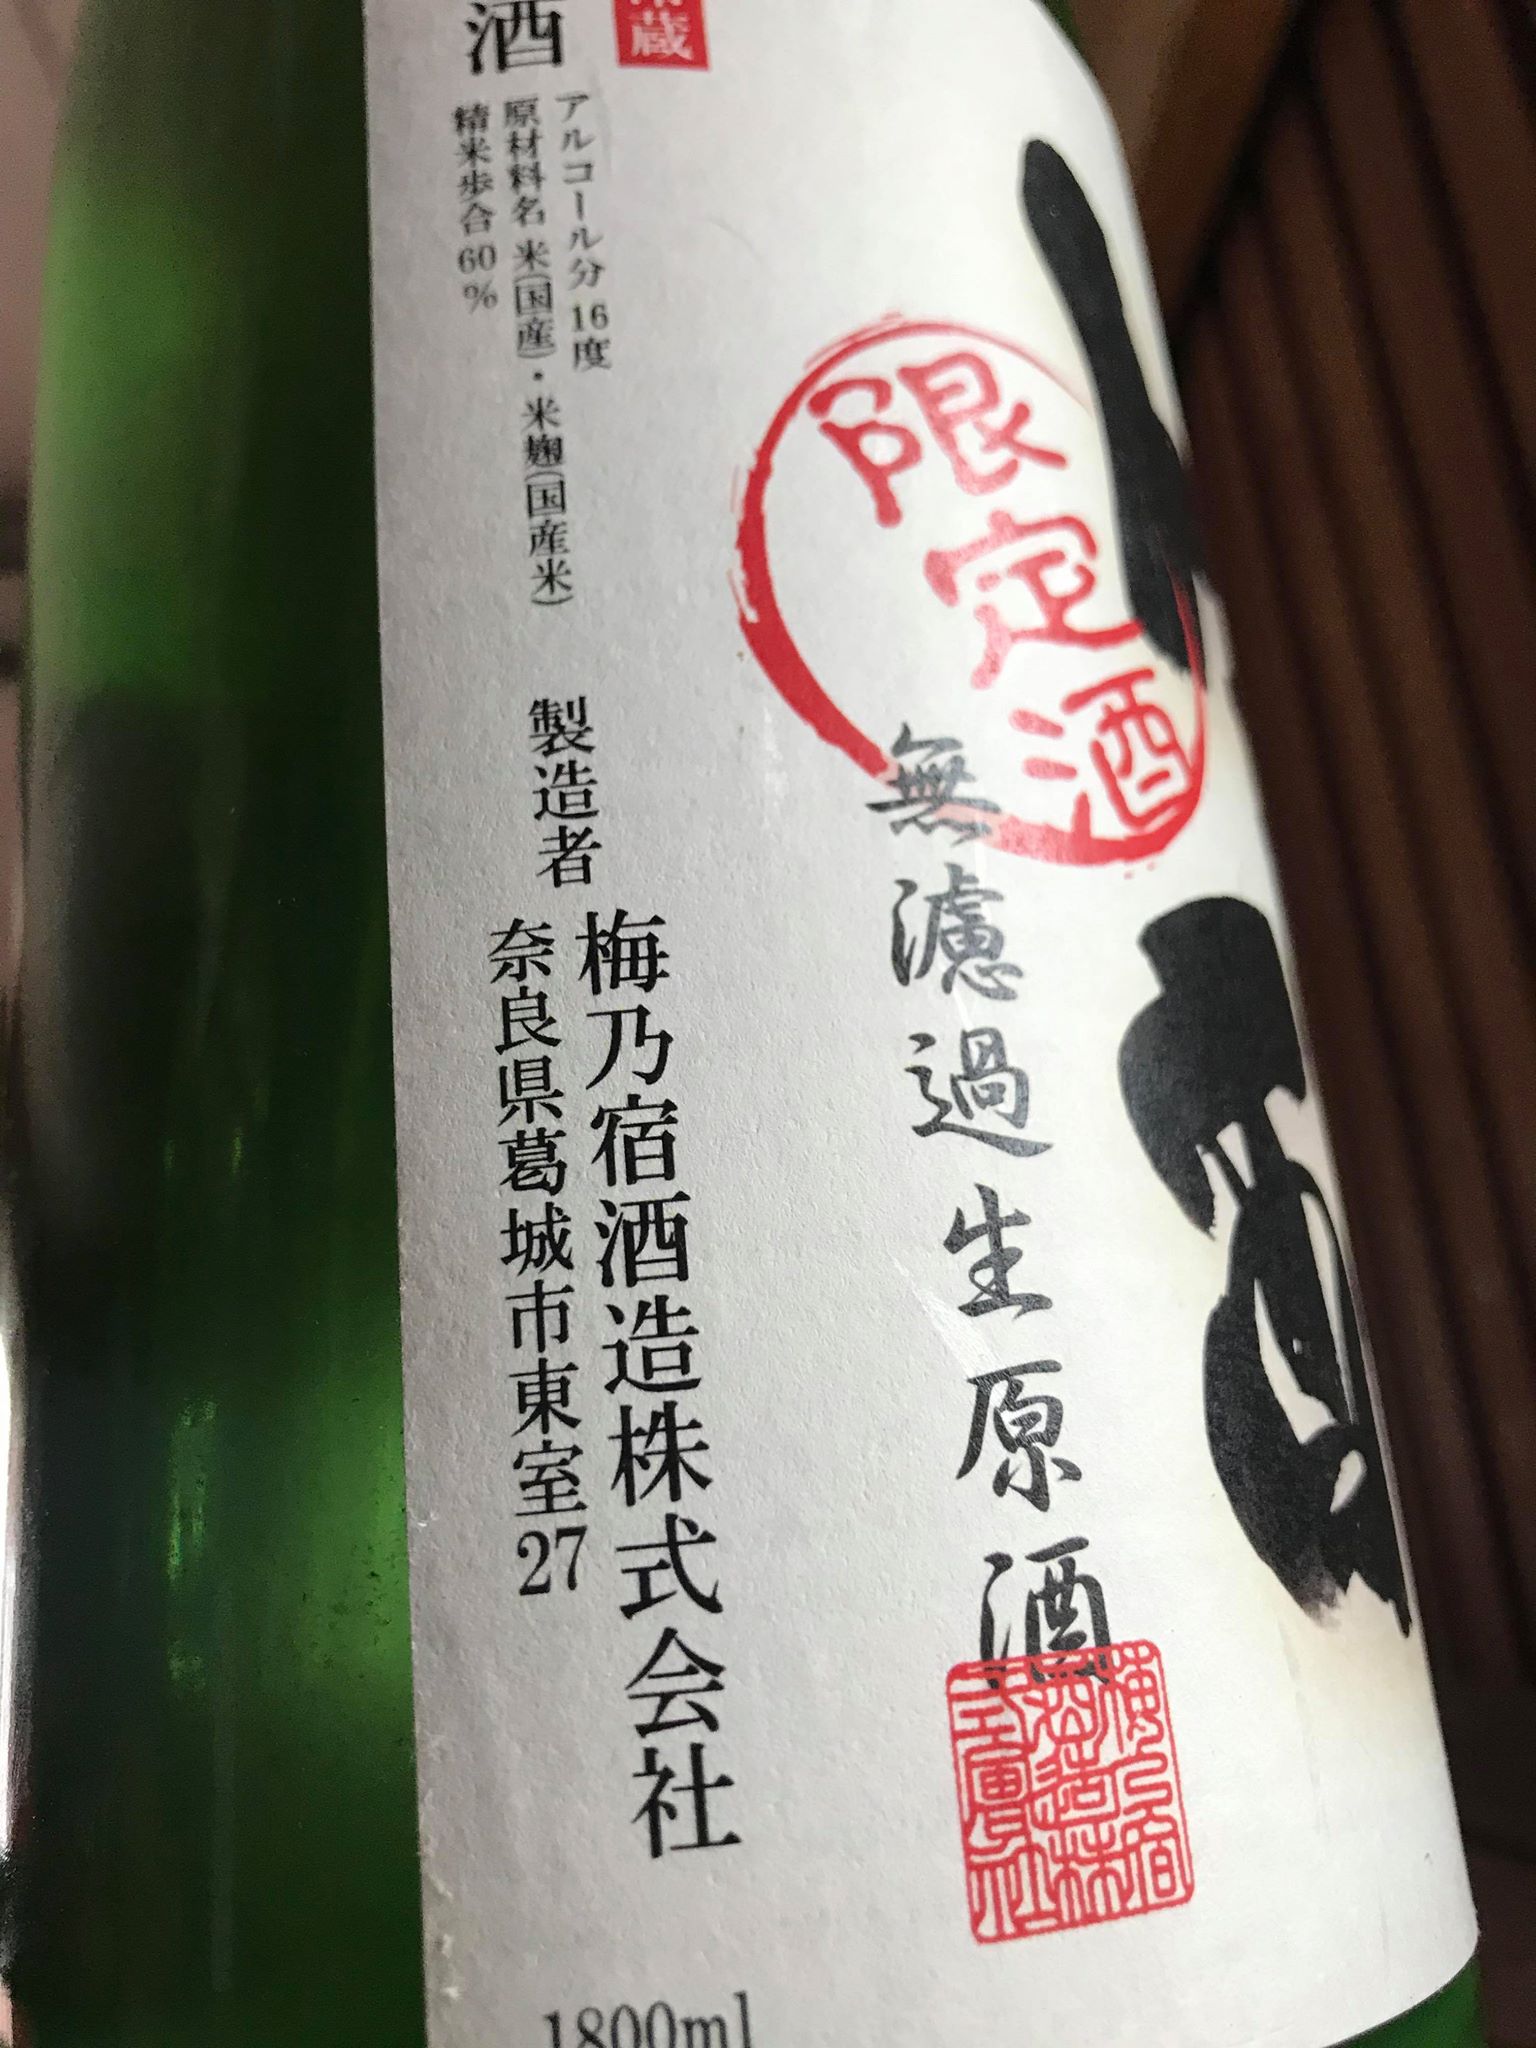 限定酒
無濾過生原酒
蔵
酒
アルコール分 16度
原材料名 米(国産)・米麹(国産米)
精米歩合 60%
製造者
梅乃宿酒造株式会社
奈良県葛城市東室27
1800ml